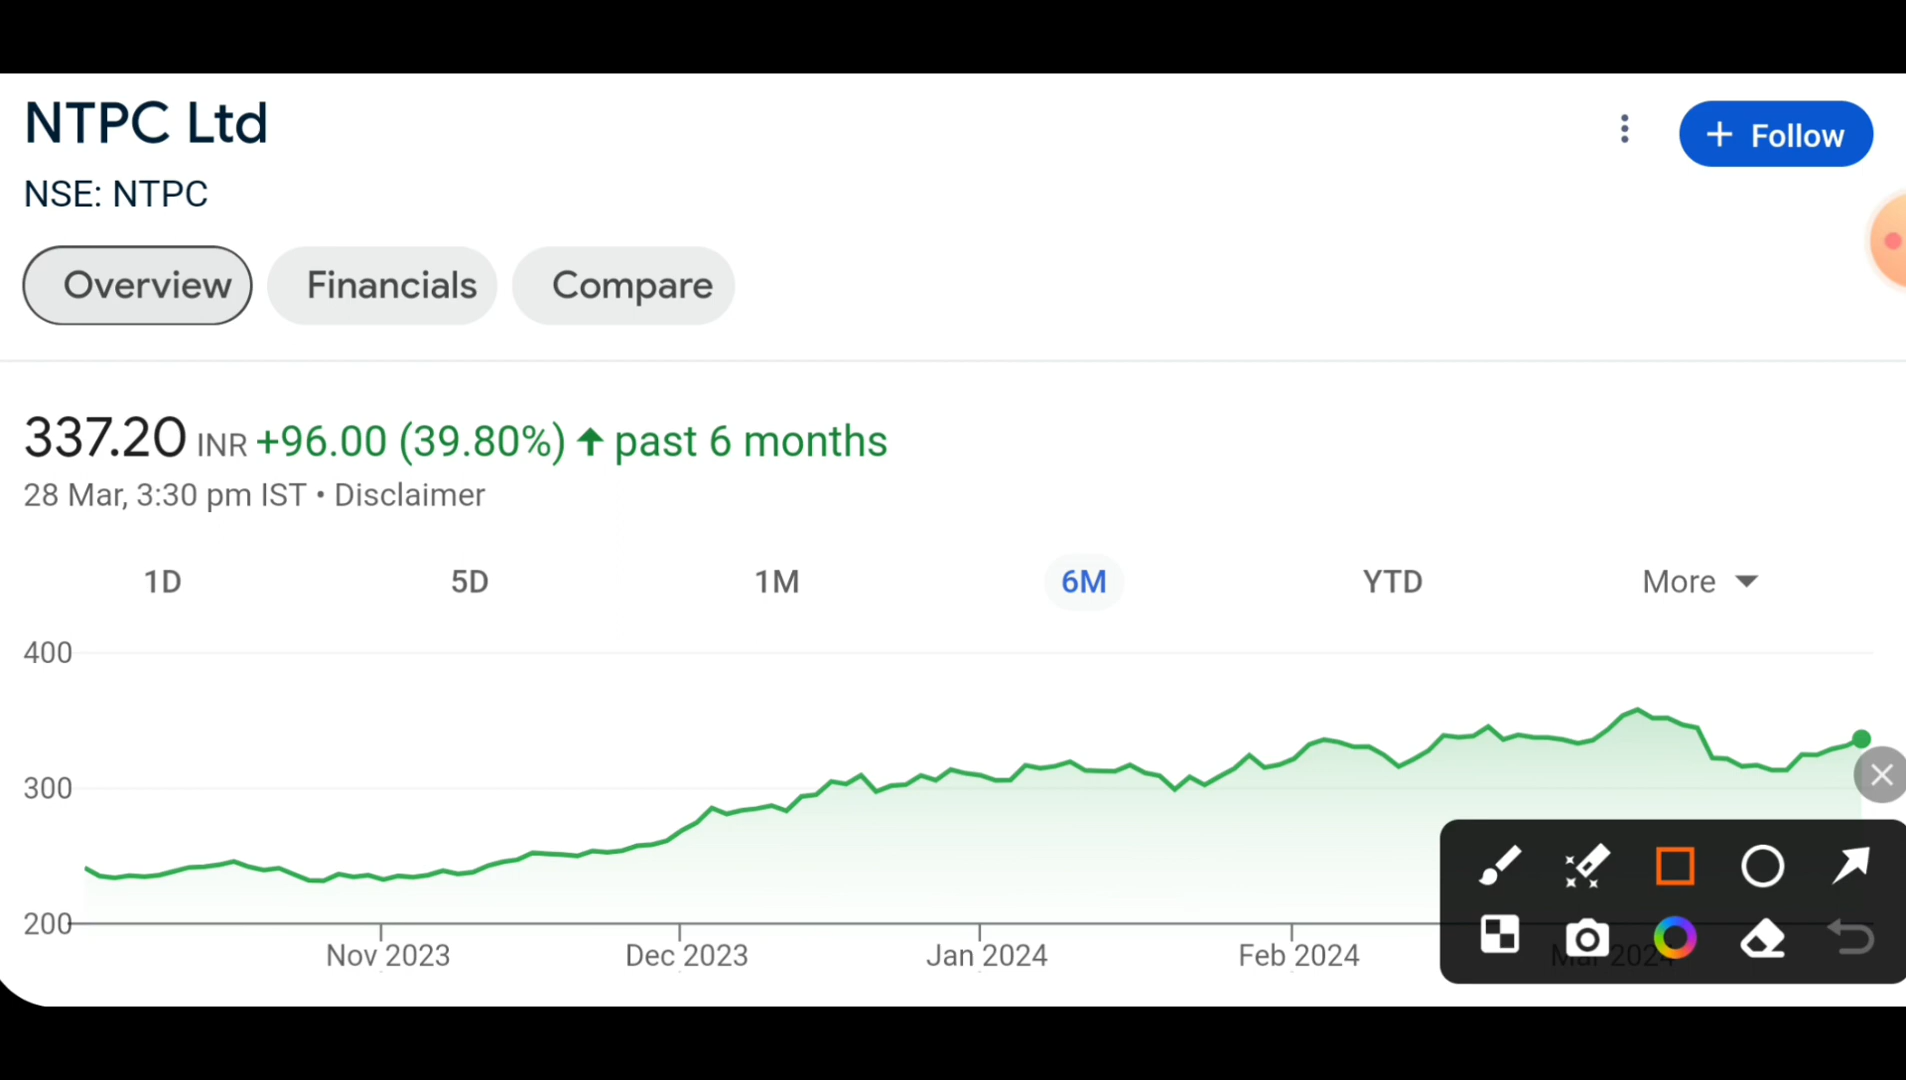 NTPC Ltd
+ Follow
NSE: NTPC
Overview Financials Compare
337.20 INR +96.00 (39.80%) ↑ past 6 months
28 Mar, 3:30 pm IST • Disclaimer
1D 5D 1M 6M YTD More
400
300
200
Nov 2023 Dec 2023 Jan 2024 Feb 2024 Mar 2024